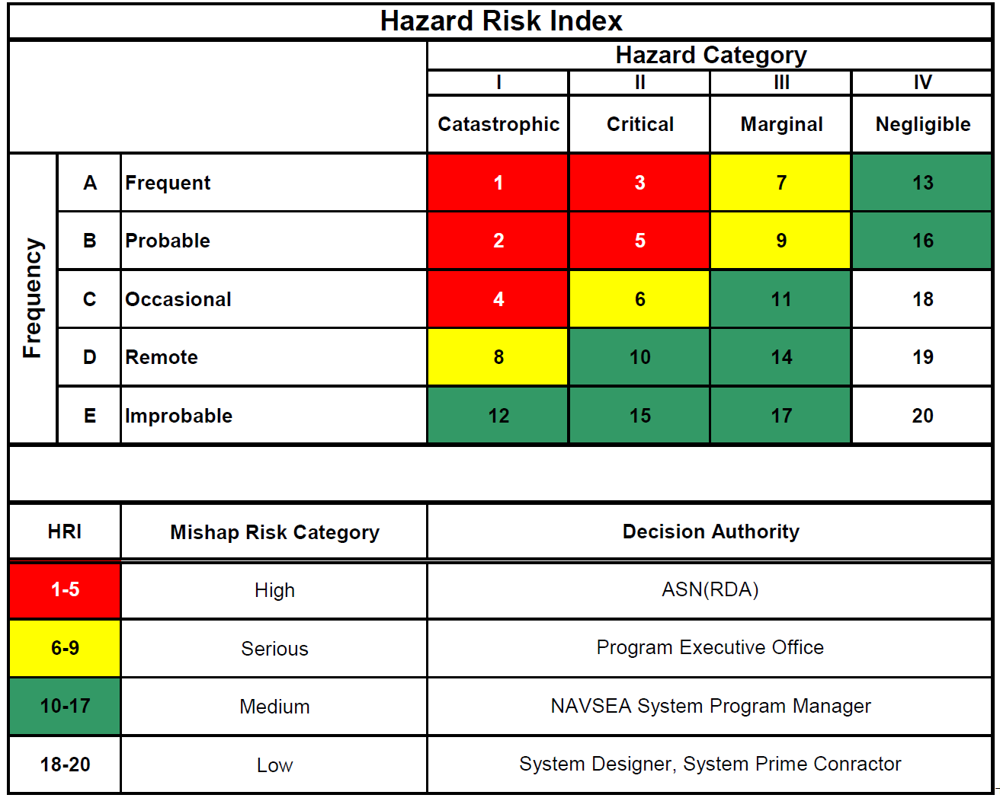 Hazard Risk Index
Hazard Category
I II III IV
Catastrophic Critical Marginal Negligible
Frequency
A Frequent 1 3 7 13
B Probable 2 5 9 16
C Occasional 4 6 11 18
D Remote 8 10 14 19
E Improbable 12 15 17 20
HRI Mishap Risk Category Decision Authority
1-5 High ASN(RDA)
6-9 Serious Program Executive Office
10-17 Medium NAVSEA System Program Manager
18-20 Low System Designer, System Prime Conractor